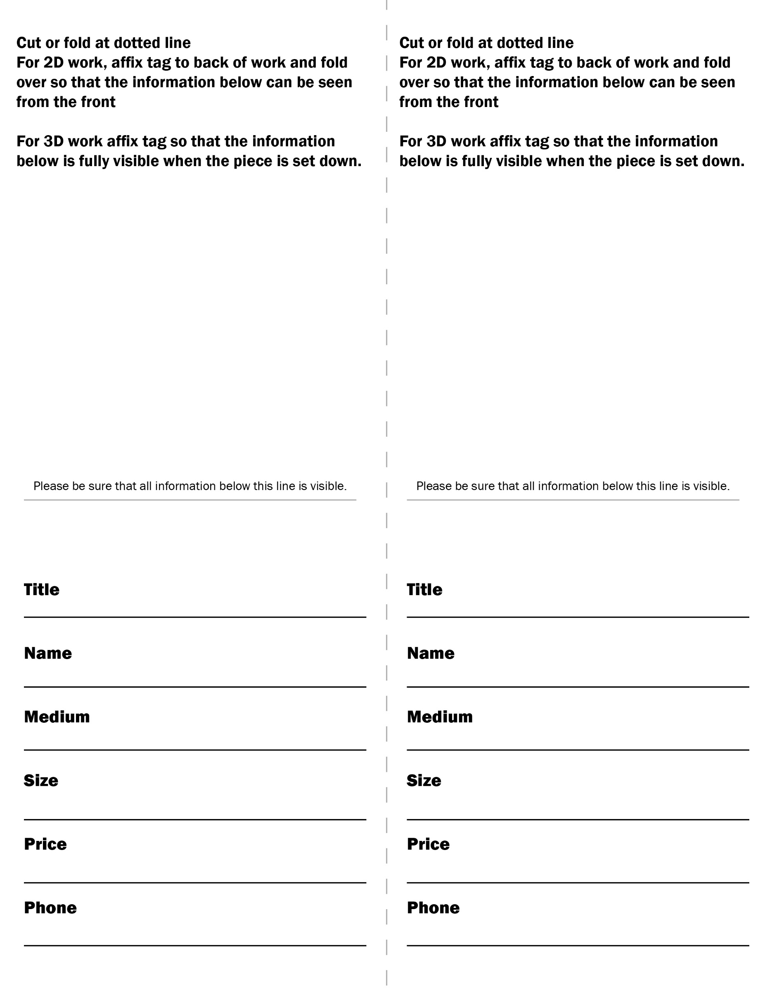 Cut or fold at dotted line
For 2D work, affix tag to back of work and fold
over so that the information below can be seen
from the front
For 3D work affix tag so that the information
below is fully visible when the piece is set down.
Please be sure that all information below this line is visible.
Title
Name
Medium
Size
Price
Phone
Cut or fold at dotted line
For 2D work, affix tag to back of work and fold
over so that the information below can be seen
from the front
For 3D work affix tag so that the information
below is fully visible when the piece is set down.
Please be sure that all information below this line is visible.
Title
Name
Medium
Size
Price
Phone